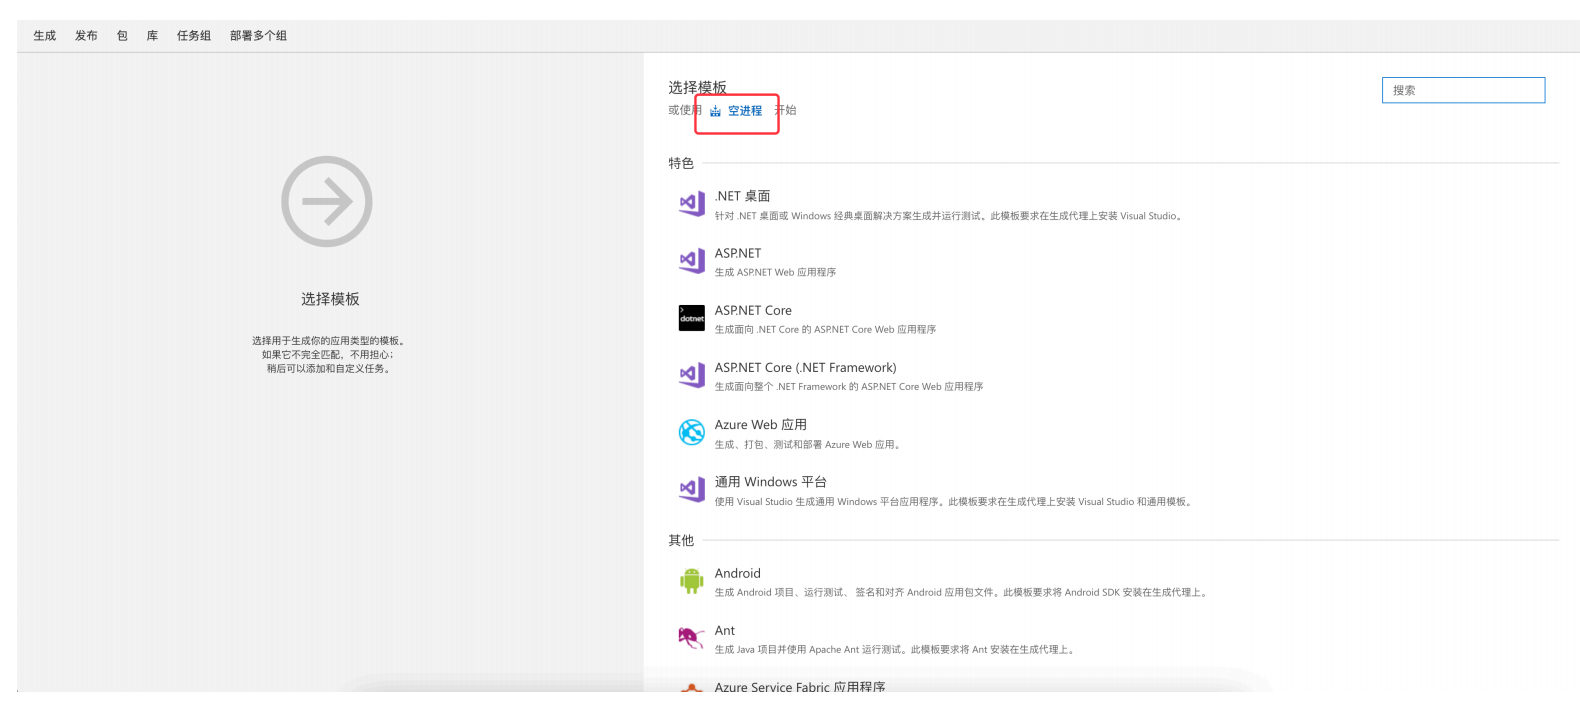 生成 发布 包 库 任务组 部署多个组
选择模板
选择用于生成你的应用类型的模板。
如果它不完全匹配，不用担心；
稍后可以添加和自定义任务。
选择模板
搜索
或使用 空进程 开始
特色
.NET 桌面
针对 .NET 桌面或 Windows 经典桌面解决方案生成并运行测试。此模板要求在生成代理上安装 Visual Studio。
ASP.NET
生成 ASP.NET Web 应用程序
dotnet
ASP.NET Core
生成面向 .NET Core 的 ASP.NET Core Web 应用程序
ASP.NET Core (.NET Framework)
生成面向整个 .NET Framework 的 ASP.NET Core Web 应用程序
Azure Web 应用
生成、打包、测试和部署 Azure Web 应用。
通用 Windows 平台
使用 Visual Studio 生成通用 Windows 平台应用程序。此模板要求在生成代理上安装 Visual Studio 和通用模板。
其他
Android
生成 Android 项目、运行测试、 签名和对齐 Android 应用包文件。此模板要求将 Android SDK 安装在生成代理上。
Ant
生成 Java 项目并使用 Apache Ant 运行测试。此模板要求将 Ant 安装在生成代理上。
Azure Service Fabric 应用程序